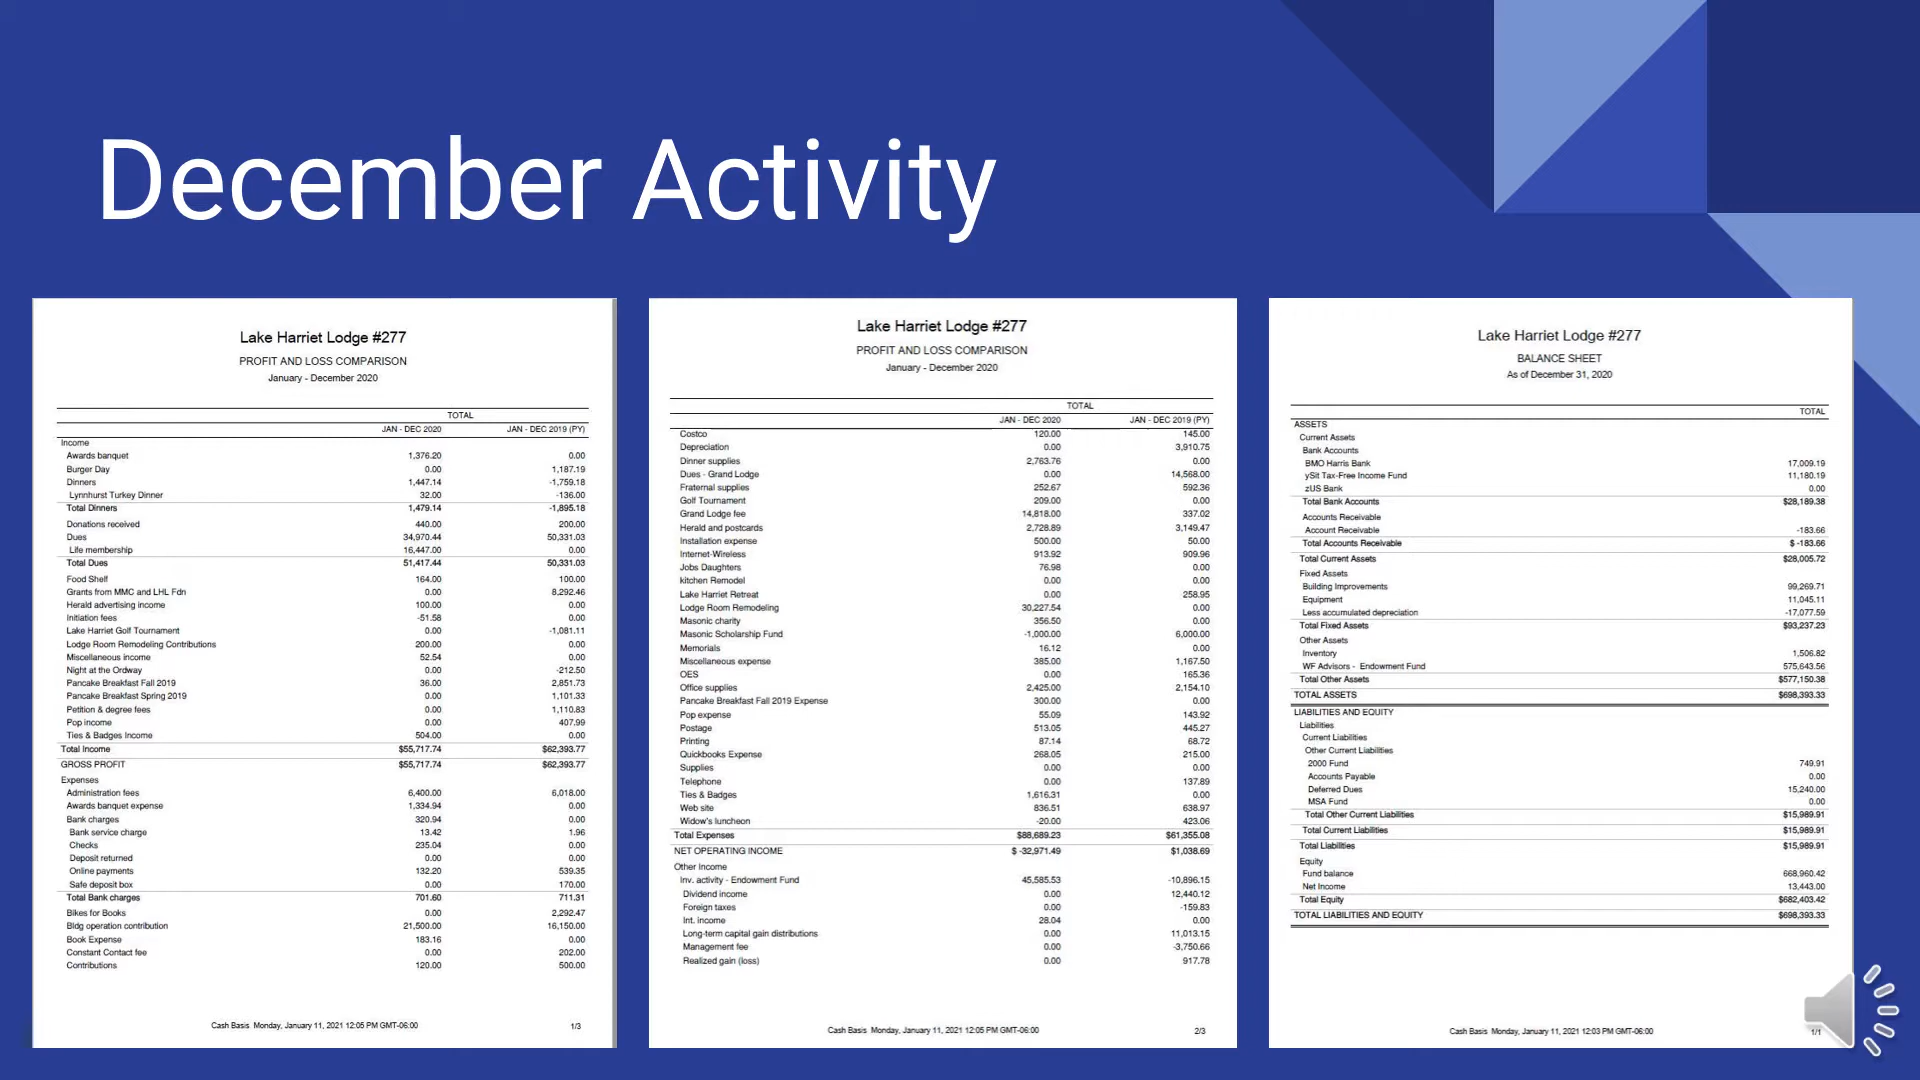 December Activity
Lake Harriet Lodge #277
PROFIT AND LOSS COMPARISON
January - December 2020
TOTAL
JAN - DEC 2020 JAN - DEC 2019 (PY)
Income
Awards banquet 1,376.20 0.00
Burger Day 0.00 1,187.19
Dinners 1,447.14 -1,759.18
Lynnhurst Turkey Dinner 32.00 -136.00
Total Dinners 1,479.14 -1,895.18
Donations received 440.00 200.00
Dues 34,970.44 50,331.03
Life membership 16,447.00 0.00
Total Dues 51,417.44 50,331.03
Food Shelf 164.00 100.00
Grants from MMC and LHL Fdn 0.00 8,292.46
Herald advertising income 100.00 0.00
Initiation fees -51.58 0.00
Lake Harriet Golf Tournament 0.00 -1,081.11
Lodge Room Remodeling Contributions 200.00 0.00
Miscellaneous income 52.54 0.00
Night at the Ordway 0.00 -212.50
Pancake Breakfast Fall 2019 36.00 2,851.73
Pancake Breakfast Spring 2019 0.00 1,101.33
Petition & degree fees 0.00 1,110.83
Pop income 0.00 407.99
Ties & Badges Income 504.00 0.00
Total Income $55,717.74 $62,393.77
GROSS PROFIT $55,717.74 $62,393.77
Expenses
Administration fees 6,400.00 6,018.00
Awards banquet expense 1,334.94 0.00
Bank charges 320.94 0.00
Bank service charge 13.42 1.96
Checks 235.04 0.00
Deposit returned 0.00 0.00
Online payments 132.20 539.35
Safe deposit box 0.00 170.00
Total Bank charges 701.60 711.31
Bikes for Books 0.00 2,292.47
Bldg operation contribution 21,500.00 16,150.00
Book Expense 183.16 0.00
Constant Contact fee 0.00 202.00
Contributions 120.00 500.00
Cash Basis Monday, January 11, 2021 12:05 PM GMT-06:00 1/3
Lake Harriet Lodge #277
PROFIT AND LOSS COMPARISON
January - December 2020
TOTAL
JAN - DEC 2020 JAN - DEC 2019 (PY)
Costco 120.00 145.00
Depreciation 0.00 3,910.75
Dinner supplies 2,763.76 0.00
Dues - Grand Lodge 0.00 14,568.00
Fraternal supplies 252.67 592.36
Golf Tournament 209.00 0.00
Grand Lodge fee 14,818.00 337.02
Herald and postcards 2,728.89 3,149.47
Installation expense 500.00 50.00
Internet-Wireless 913.92 909.96
Jobs Daughters 76.98 0.00
kitchen Remodel 0.00 0.00
Lake Harriet Retreat 0.00 258.95
Lodge Room Remodeling 30,227.54 0.00
Masonic charity 356.50 0.00
Masonic Scholarship Fund -1,000.00 6,000.00
Memorials 16.12 0.00
Miscellaneous expense 385.00 1,167.50
OES 0.00 165.36
Office supplies 2,425.00 2,154.10
Pancake Breakfast Fall 2019 Expense 300.00 0.00
Pop expense 55.09 143.92
Postage 513.05 445.27
Printing 87.14 68.72
Quickbooks Expense 268.05 215.00
Supplies 0.00 0.00
Telephone 0.00 137.89
Ties & Badges 1,616.31 0.00
Web site 836.51 638.97
Widow's luncheon -20.00 423.06
Total Expenses $88,689.23 $61,355.08
NET OPERATING INCOME $ -32,971.49 $1,038.69
Other Income
Inv. activity - Endowment Fund 45,585.53 -10,896.15
Dividend income 0.00 12,440.12
Foreign taxes 0.00 -159.83
Int. income 28.04 0.00
Long-term capital gain distributions 0.00 11,013.15
Management fee 0.00 -3,750.66
Realized gain (loss) 0.00 917.78
Cash Basis Monday, January 11, 2021 12:05 PM GMT-06:00 2/3
Lake Harriet Lodge #277
BALANCE SHEET
As of December 31, 2020
TOTAL
ASSETS
Current Assets
Bank Accounts
BMO Harris Bank 17,009.19
ySit Tax-Free Income Fund 11,180.19
zUS Bank 0.00
Total Bank Accounts $28,189.38
Accounts Receivable
Account Receivable -183.66
Total Accounts Receivable $ -183.66
Total Current Assets $28,005.72
Fixed Assets
Building Improvements 99,269.71
Equipment 11,045.11
Less accumulated depreciation -17,077.59
Total Fixed Assets $93,237.23
Other Assets
Inventory 1,506.82
WF Advisors - Endowment Fund 575,643.56
Total Other Assets $577,150.38
TOTAL ASSETS $698,393.33
LIABILITIES AND EQUITY
Liabilities
Current Liabilities
Other Current Liabilities
2000 Fund 749.91
Accounts Payable 0.00
Deferred Dues 15,240.00
MSA Fund 0.00
Total Other Current Liabilities $15,989.91
Total Current Liabilities $15,989.91
Total Liabilities $15,989.91
Equity
Fund balance 668,960.42
Net Income 13,443.00
Total Equity $682,403.42
TOTAL LIABILITIES AND EQUITY $698,393.33
Cash Basis Monday, January 11, 2021 12:03 PM GMT-06:00 1/1